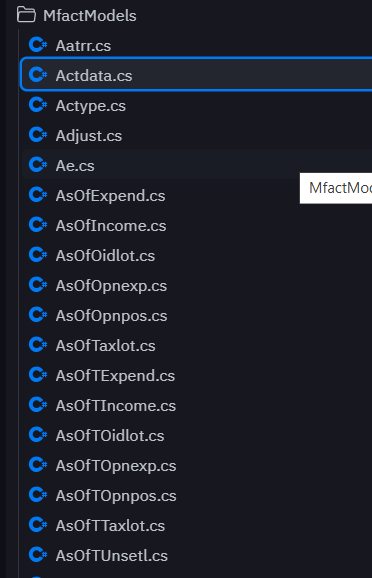 MfactModels
C# Aatrr.cs
C# Actdata.cs
C# Actype.cs
C# Adjust.cs
C# Ae.cs
C# AsOfExpend.cs
MfactMod
C# AsOfIncome.cs
C# AsOfOidlot.cs
C# AsOfOpnexp.cs
C# AsOfOpnpos.cs
C# AsOfTaxlot.cs
C# AsOfTExpend.cs
C# AsOfTIncome.cs
C# AsOfTOidlot.cs
C# AsOfTOpnexp.cs
C# AsOfTOpnpos.cs
C# AsOfTTaxlot.cs
C# AsOfTUnsetl.cs